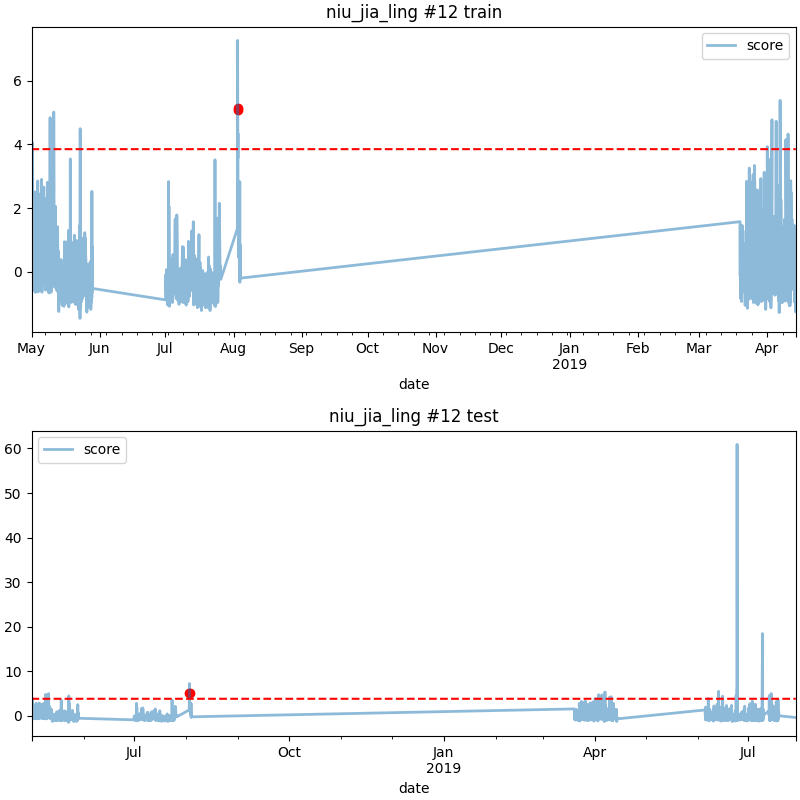 niu_jia_ling #12 train
score
6
4
2
0
May Jun Jul Aug Sep Oct Nov Dec Jan Feb Mar Apr
2019
date
niu_jia_ling #12 test
score
60
50
40
30
20
10
0
Jul Oct Jan Apr Jul
2019
date